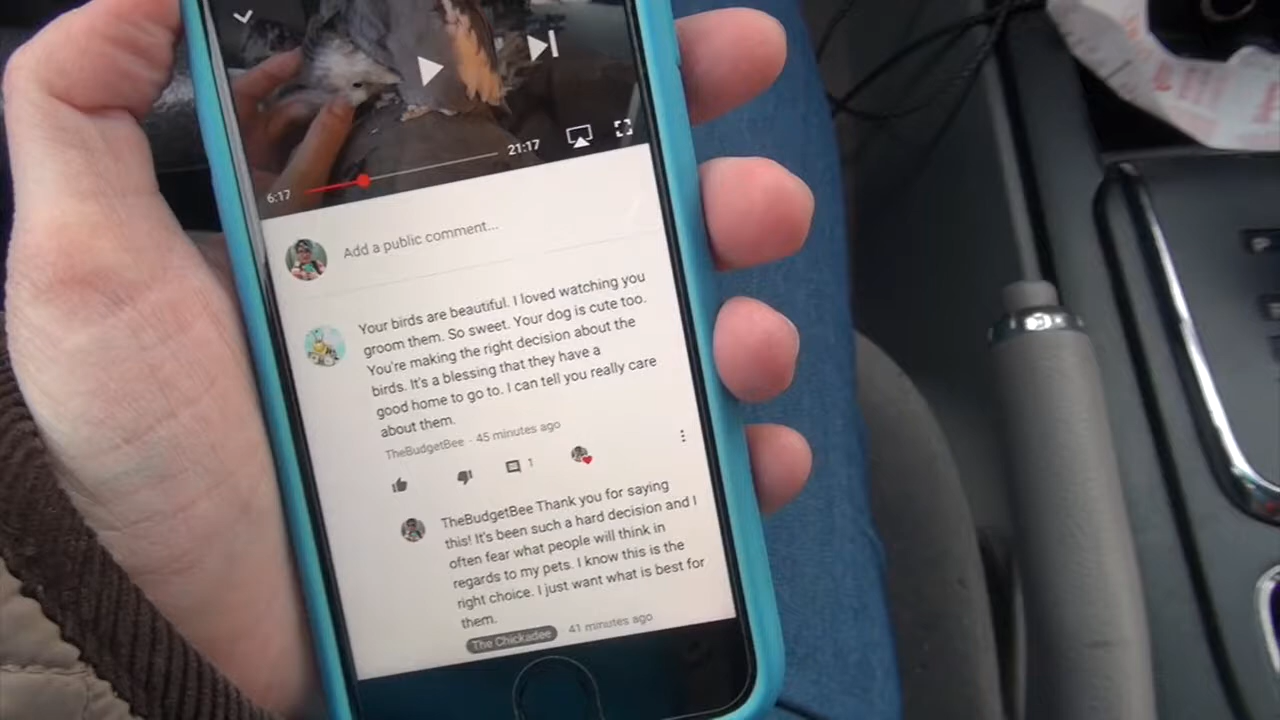 21:17
6:17
Add a public comment...
Your birds are beautiful. I loved watching you
groom them. So sweet. Your dog is cute too.
You're making the right decision about the
birds. It's a blessing that they have a
good home to go to. I can tell you really care
about them.
TheBudgetBee · 45 minutes ago
1
TheBudgetBee Thank you for saying
this! It's been such a hard decision and I
often fear what people will think in
regards to my pets. I know this is the
right choice. I just want what is best for
them.
The Chickadee 41 minutes ago